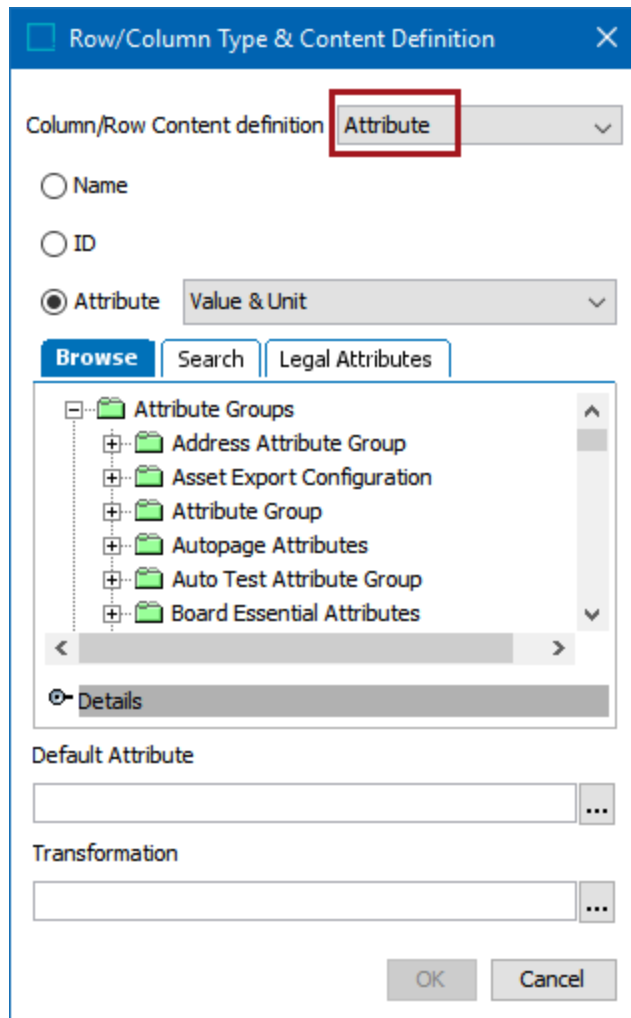 Row/Column Type & Content Definition
Column/Row Content definition Attribute
Name
ID
Attribute Value & Unit
Browse Search Legal Attributes
Attribute Groups
Address Attribute Group
Asset Export Configuration
Attribute Group
Autopage Attributes
Auto Test Attribute Group
Board Essential Attributes
Details
Default Attribute
...
Transformation
...
OK Cancel